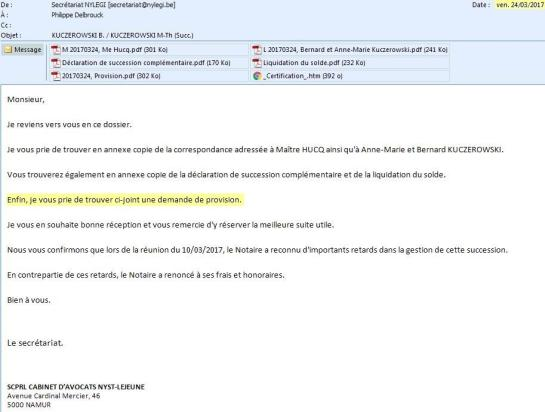 De : Secrétariat NYLEGI [secretariat@nylegi.be] Date : ven. 24/03/2017
À : Philippe Delbrouck
Cc :
Objet : KUCZEROWSKI B. / KUCZEROWSKI M-Th (Succ.)
Message M 20170324, Me Hucq.pdf (301 Ko) L 20170324, Bernard et Anne-Marie Kuczerowski.pdf (241 Ko)
Déclaration de succession complémentaire.pdf (170 Ko) Liquidation du solde.pdf (232 Ko)
20170324, Provision.pdf (302 Ko) _Certification_.htm (392 o)
Monsieur,
Je reviens vers vous en ce dossier.
Je vous prie de trouver en annexe copie de la correspondance adressée à Maître HUCQ ainsi qu'à Anne-Marie et Bernard KUCZEROWSKI.
Vous trouverez également en annexe copie de la déclaration de succession complémentaire et de la liquidation du solde.
Enfin, je vous prie de trouver ci-joint une demande de provision.
Je vous en souhaite bonne réception et vous remercie d'y réserver la meilleure suite utile.
Nous vous confirmons que lors de la réunion du 10/03/2017, le Notaire a reconnu d'importants retards dans la gestion de cette succession.
En contrepartie de ces retards, le Notaire a renoncé à ses frais et honoraires.
Bien à vous.
Le secrétariat.
SCPRL CABINET D'AVOCATS NYST-LEJEUNE
Avenue Cardinal Mercier, 46
5000 NAMUR